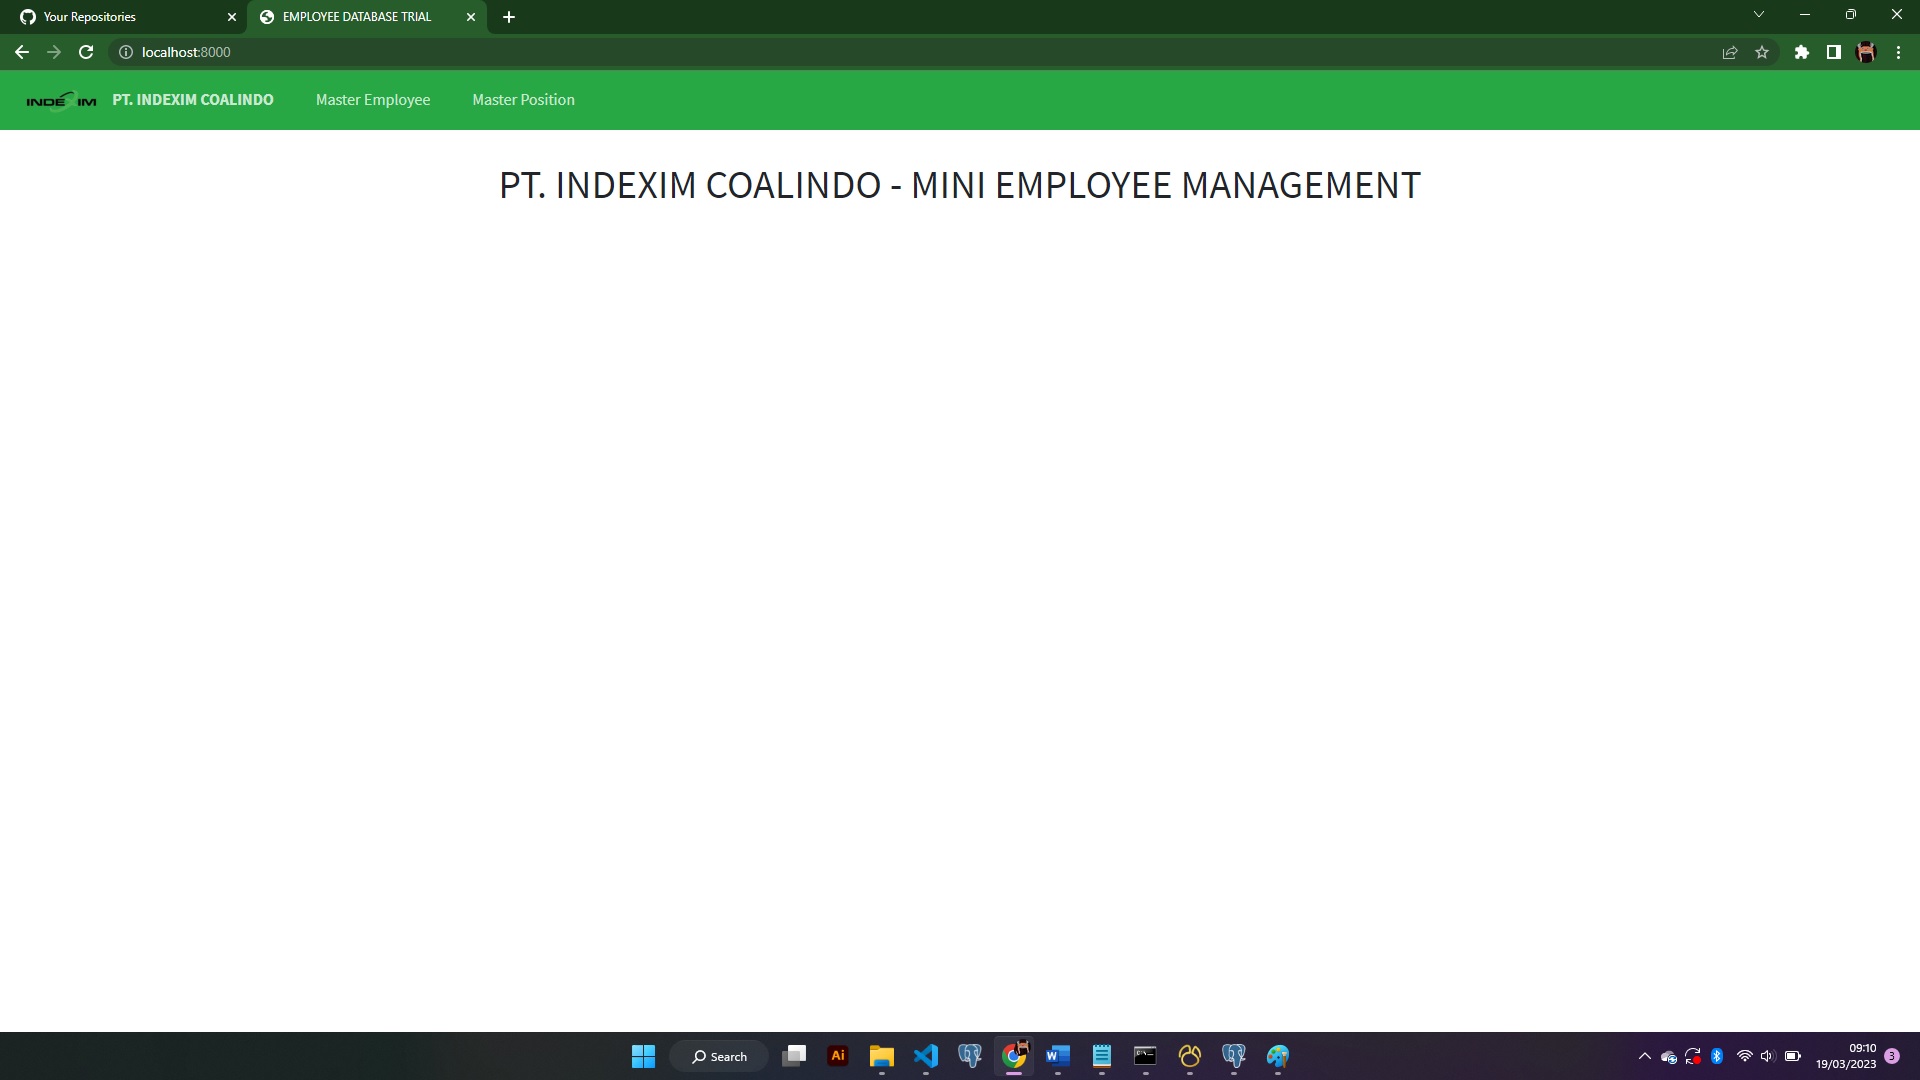 Your Repositories
EMPLOYEE DATABASE TRIAL
localhost:8000
INDEXIM PT. INDEXIM COALINDO Master Employee Master Position
PT. INDEXIM COALINDO - MINI EMPLOYEE MANAGEMENT
Ai
W
Search
09:10
19/03/2023
3